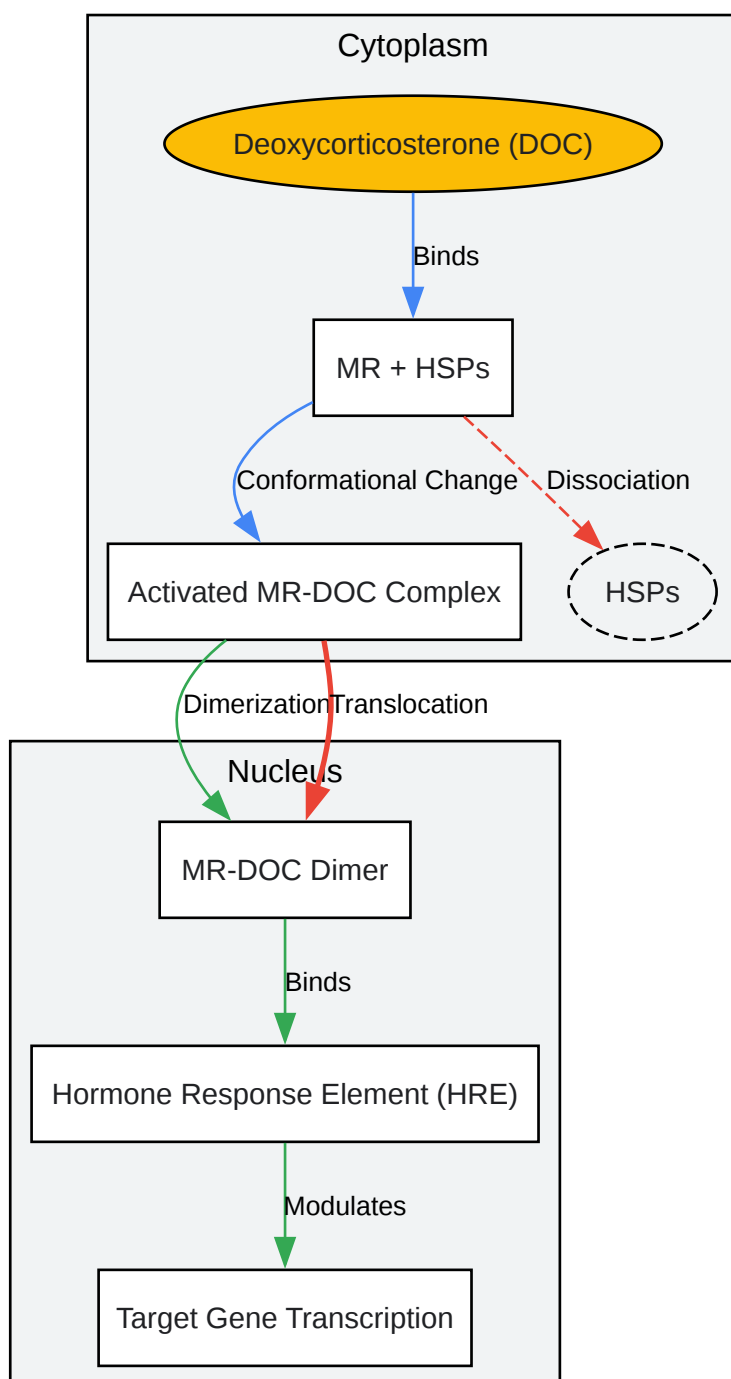 Cytoplasm
Deoxycorticosterone (DOC)
Binds
MR + HSPs
Conformational Change
Dissociation
Activated MR-DOC Complex
HSPs
Dimerization
Translocation
Nucleus
MR-DOC Dimer
Binds
Hormone Response Element (HRE)
Modulates
Target Gene Transcription